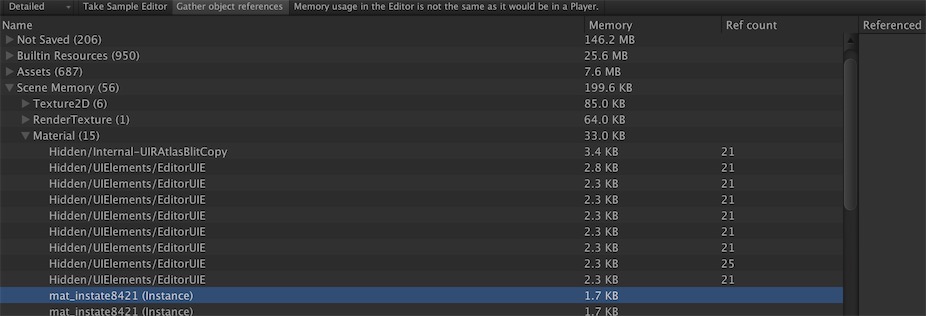 Detailed Take Sample Editor Gather object references Memory usage in the Editor is not the same as it would be in a Player.
Name Memory Ref count Referenced
Not Saved (206) 146.2 MB
Builtin Resources (950) 25.6 MB
Assets (687) 7.6 MB
Scene Memory (56) 199.6 KB
Texture2D (6) 85.0 KB
RenderTexture (1) 64.0 KB
Material (15) 33.0 KB
Hidden/Internal-UIRAtlasBlitCopy 3.4 KB 21
Hidden/UIElements/EditorUIE 2.8 KB 21
Hidden/UIElements/EditorUIE 2.3 KB 21
Hidden/UIElements/EditorUIE 2.3 KB 21
Hidden/UIElements/EditorUIE 2.3 KB 21
Hidden/UIElements/EditorUIE 2.3 KB 21
Hidden/UIElements/EditorUIE 2.3 KB 21
Hidden/UIElements/EditorUIE 2.3 KB 25
Hidden/UIElements/EditorUIE 2.3 KB 21
mat_instate8421 (Instance) 1.7 KB
mat_instate8421 (Instance) 1.7 KB